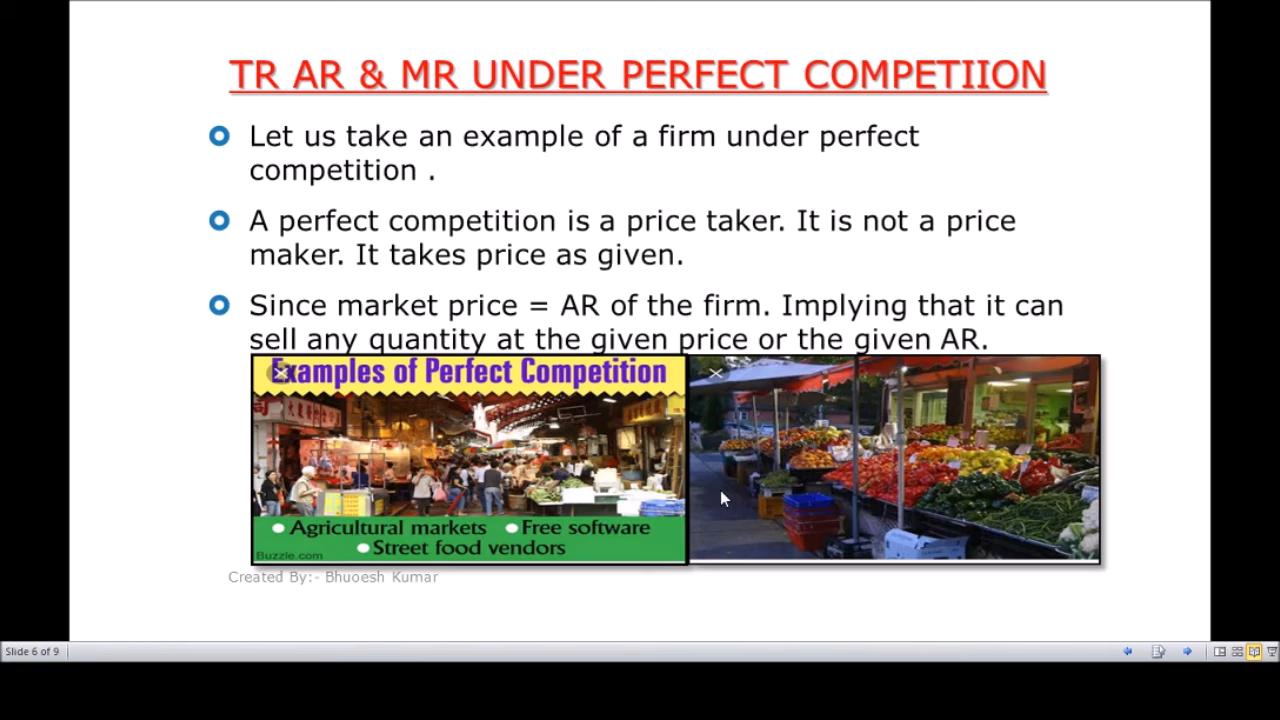 TR AR & MR UNDER PERFECT COMPETIION
Let us take an example of a firm under perfect
competition .
A perfect competition is a price taker. It is not a price
maker. It takes price as given.
Since market price = AR of the firm. Implying that it can
sell any quantity at the given price or the given AR.
Examples of Perfect Competition
Agricultural markets
Free software
Street food vendors
Buzzle.com
Created By:- Bhuoesh Kumar
Slide 6 of 9